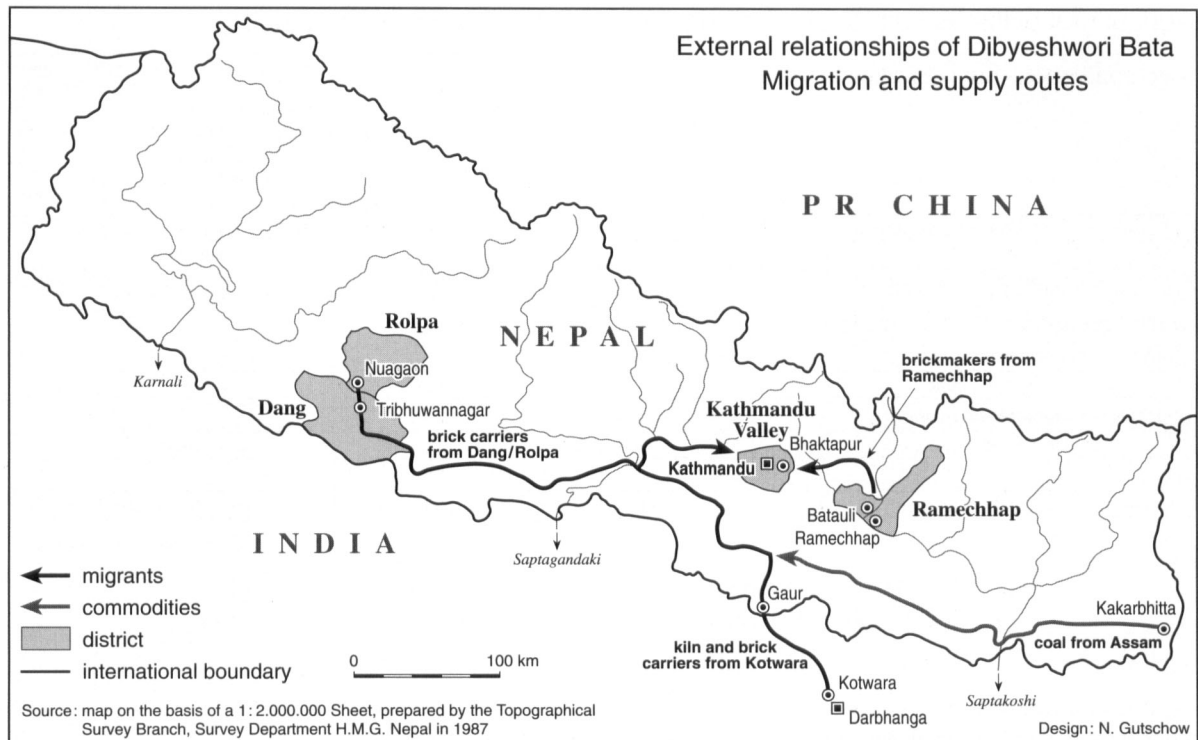 External relationships of Dibyeshwori Bata
Migration and supply routes
PR CHINA
NEPAL
INDIA
Rolpa
Nuagaon
Karnali
Dang
Tribhuwannagar
brick carriers
from Dang/Rolpa
Kathmandu
Valley
Bhaktapur
Kathmandu
brickmakers from
Ramechhap
Batauli
Ramechhap
Ramechhap
Saptagandaki
Gaur
kiln and brick
carriers from Kotwara
Kotwara
Darbhanga
Kakarbhitta
coal from Assam
Saptakoshi
migrants
commodities
district
international boundary
0 100 km
Source: map on the basis of a 1:2.000.000 Sheet, prepared by the Topographical
Survey Branch, Survey Department H.M.G. Nepal in 1987
Design: N. Gutschow